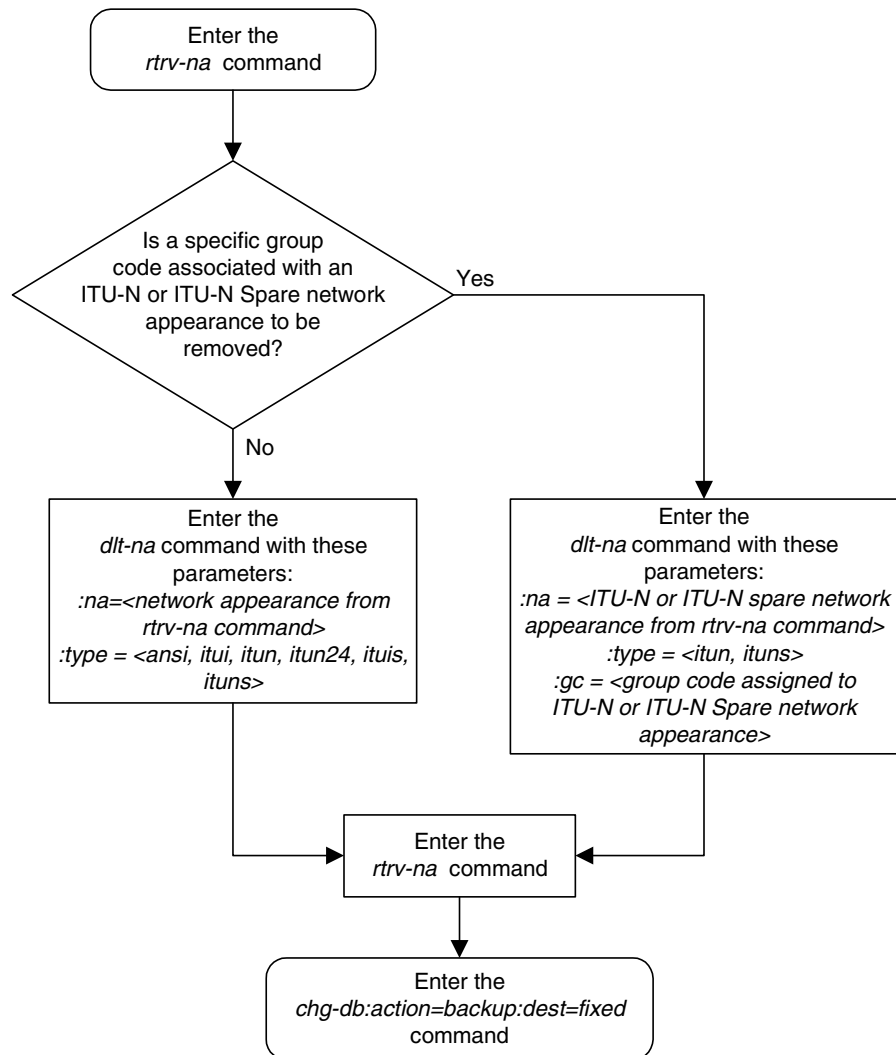 Enter the
rtrv-na command
Is a specific group
code associated with an
ITU-N or ITU-N Spare network
appearance to be
removed?
Yes
No
Enter the
dlt-na command with these
parameters:
:na=<network appearance from
rtrv-na command>
:type = <ansi, itui, itun, itun24, ituis,
ituns>
Enter the
dlt-na command with these
parameters:
:na = <ITU-N or ITU-N spare network
appearance from rtrv-na command>
:type = <itun, ituns>
:gc = <group code assigned to
ITU-N or ITU-N Spare network
appearance>
Enter the
rtrv-na command
Enter the
chg-db:action=backup:dest=fixed
command